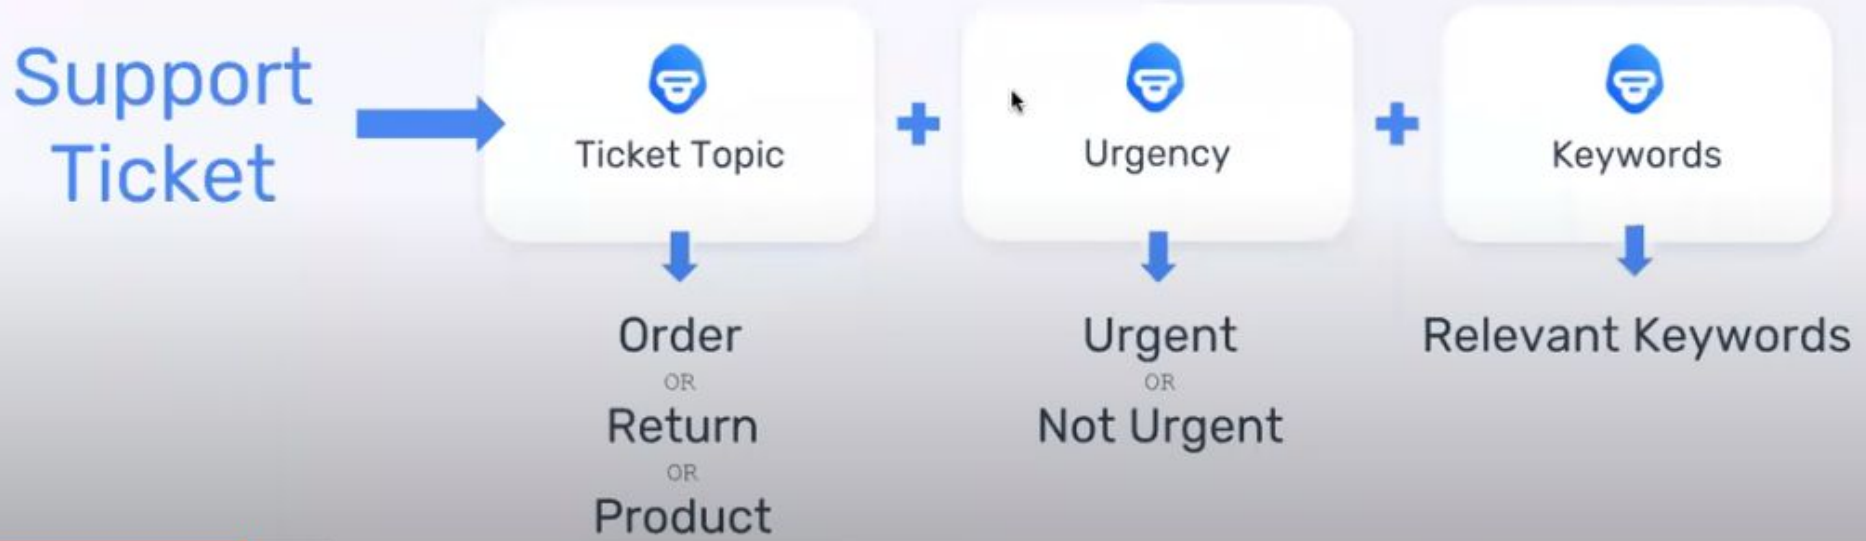 Support
Ticket
Ticket Topic
Urgency
Keywords
Order
OR
Return
OR
Product
Urgent
OR
Not Urgent
Relevant Keywords